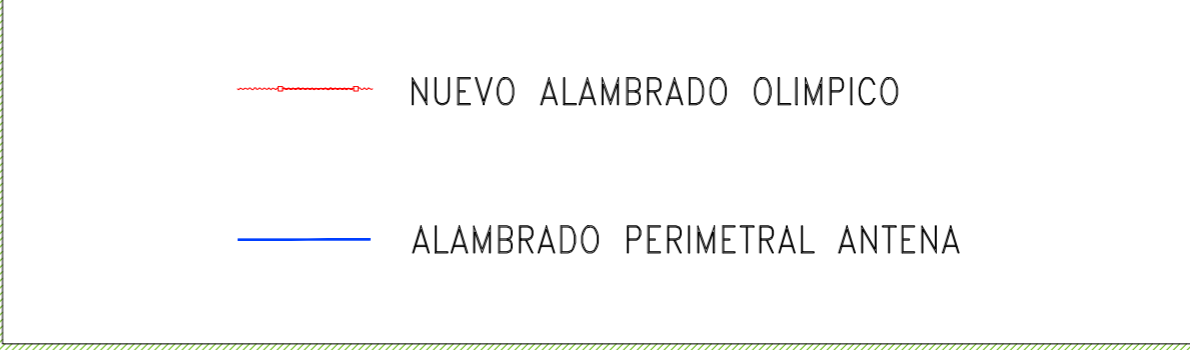 NUEVO ALAMBRADO OLIMPICO
ALAMBRADO PERIMETRAL ANTENA